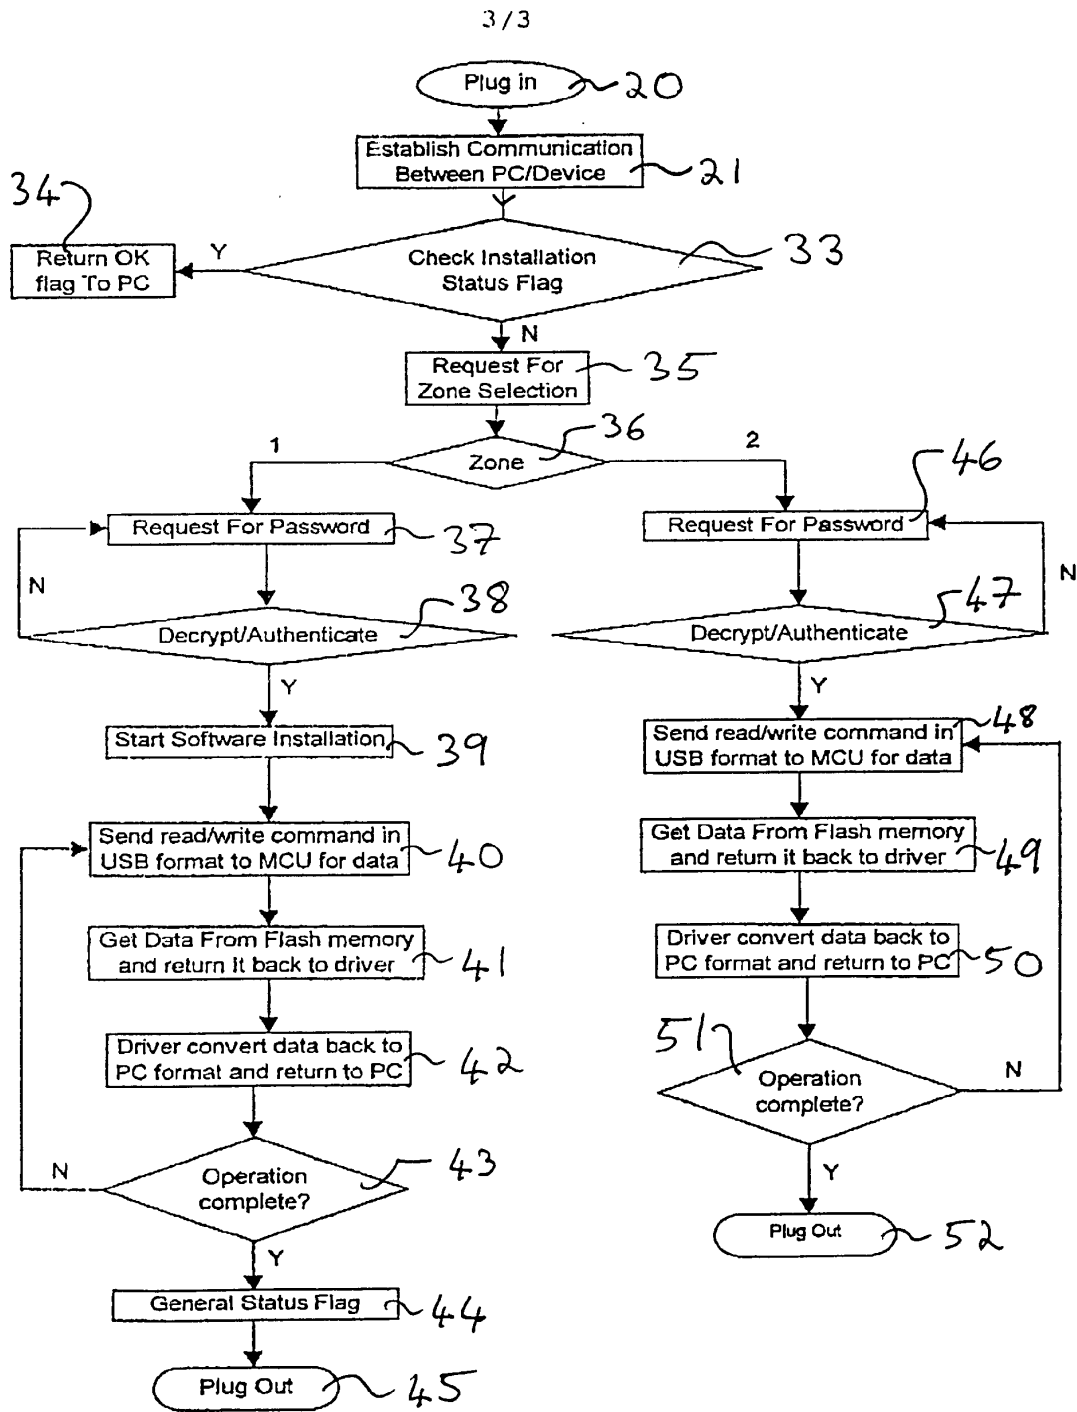 3/3
Plug in
20
Establish Communication
Between PC/Device
21
34
Return OK
flag To PC
Y
Check Installation
Status Flag
33
N
Request For
Zone Selection
35
36
1
Zone
2
46
Request For Password
37
Request For Password
N
N
38
Decrypt/Authenticate
47
Decrypt/Authenticate
Y
Y
Start Software Installation
39
Send read/write command in
USB format to MCU for data
48
Send read/write command in
USB format to MCU for data
40
Get Data From Flash memory
and return it back to driver
49
Get Data From Flash memory
and return it back to driver
41
Driver convert data back to
PC format and return to PC
50
Driver convert data back to
PC format and return to PC
42
51
Operation
complete?
N
N
Operation
complete?
43
Y
Y
Plug Out
52
General Status Flag
44
Plug Out
45